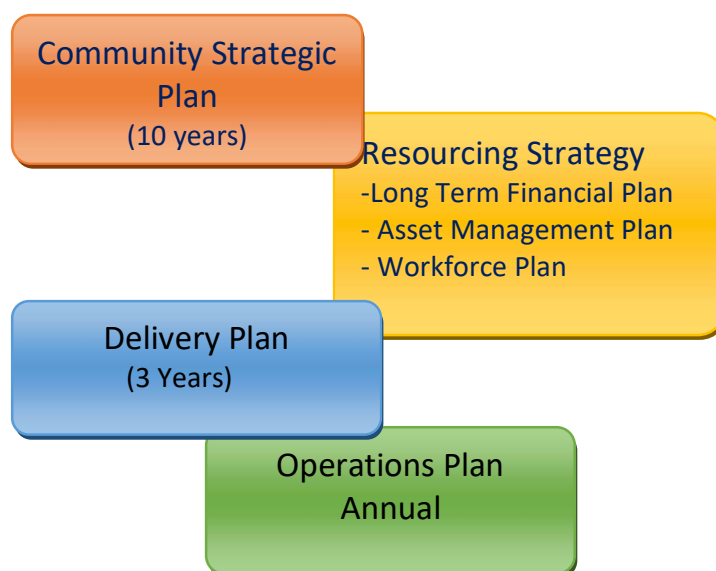 Community Strategic
Plan
(10 years)
Resourcing Strategy
-Long Term Financial Plan
- Asset Management Plan
- Workforce Plan
Delivery Plan
(3 Years)
Operations Plan
Annual